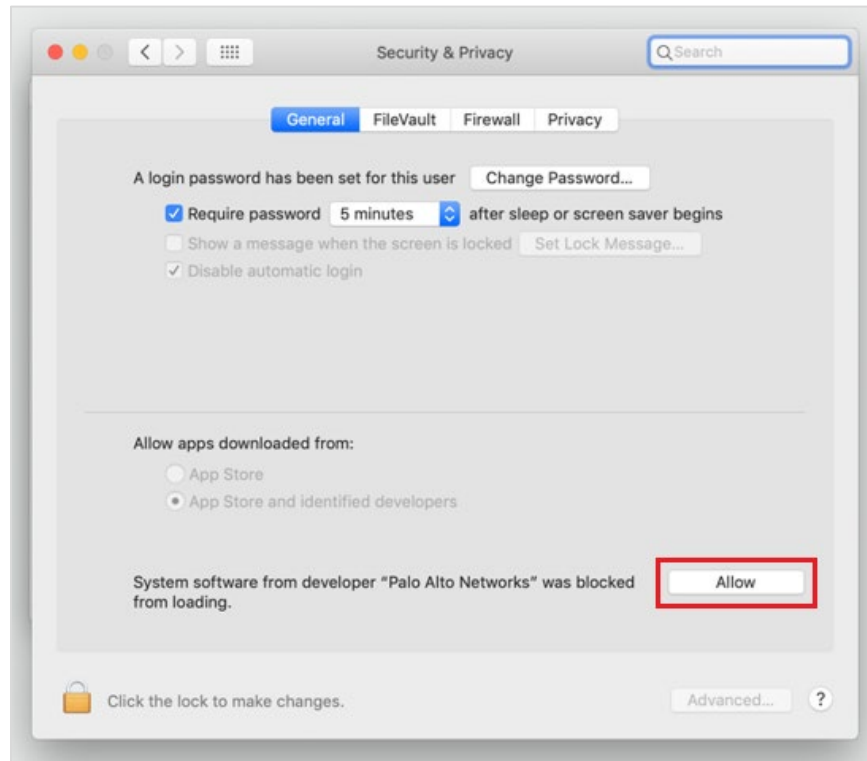 Security & Privacy
Search
General FileVault Firewall Privacy
A login password has been set for this user Change Password...
Require password 5 minutes after sleep or screen saver begins
Show a message when the screen is locked Set Lock Message...
Disable automatic login
Allow apps downloaded from:
App Store
App Store and identified developers
System software from developer “Palo Alto Networks” was blocked Allow
from loading.
Click the lock to make changes. Advanced... ?